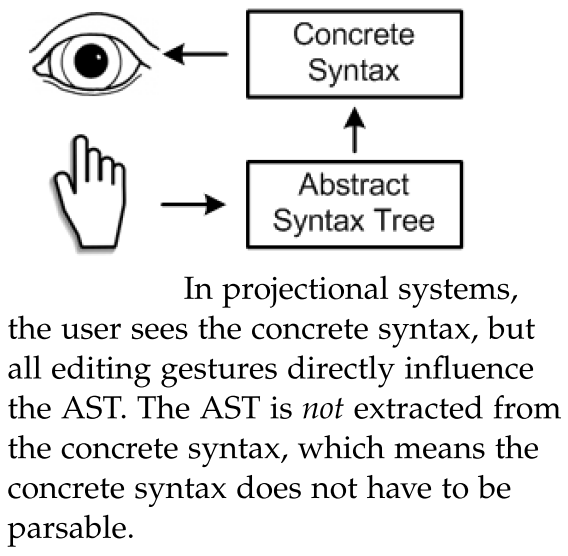 Concrete
Syntax
Abstract
Syntax Tree
In projectional systems,
the user sees the concrete syntax, but
all editing gestures directly influence
the AST. The AST is not extracted from
the concrete syntax, which means the
concrete syntax does not have to be
parsable.